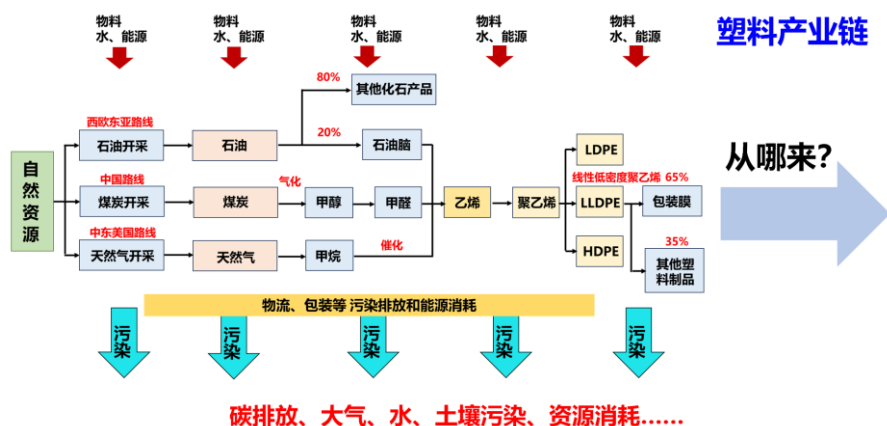 物料
水、能源
物料
水、能源
物料
水、能源
物料
水、能源
物料
水、能源
塑料产业链
80%
其他化石产品
西欧东亚路线
石油开采
石油
20%
石油脑
LDPE
从哪来？
自然资源
中国路线
煤炭开采
煤炭
气化
甲醇
甲醛
乙烯
聚乙烯
线性低密度聚乙烯 65%
LLDPE
包装膜
中东美国路线
天然气开采
天然气
甲烷
催化
HDPE
35%
其他塑
料制品
物流、包装等 污染排放和能源消耗
污染
污染
污染
污染
污染
碳排放、大气、水、土壤污染、资源消耗……